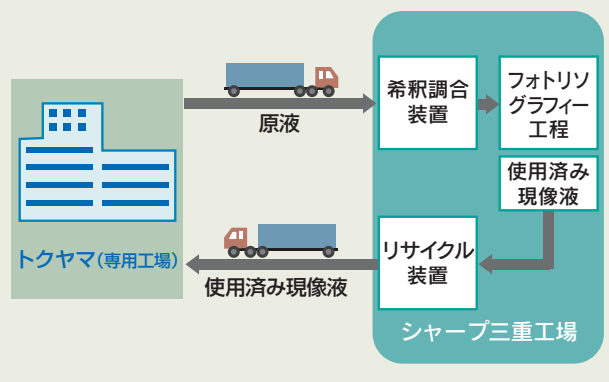 原液
希釈調合
装置
フォトリソ
グラフィー
工程
使用済み
現像液
リサイクル
装置
使用済み現像液
トクヤマ(専用工場)
シャープ三重工場